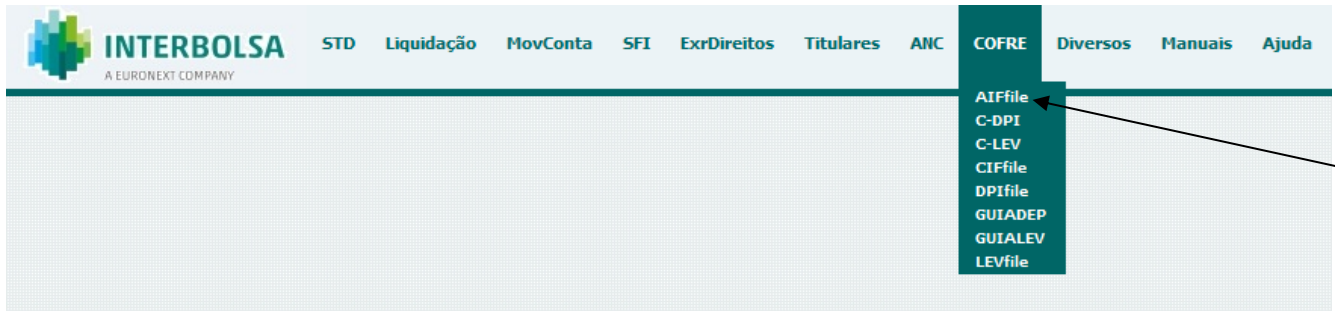 INTERBOLSA
A EURONEXT COMPANY
STD Liquidação MovConta SFI ExrDireitos Titulares ANC COFRE Diversos Manuais Ajuda
AIFfile
C-DPI
C-LEV
CIFfile
DPIfile
GUIADEP
GUIALEV
LEVfile